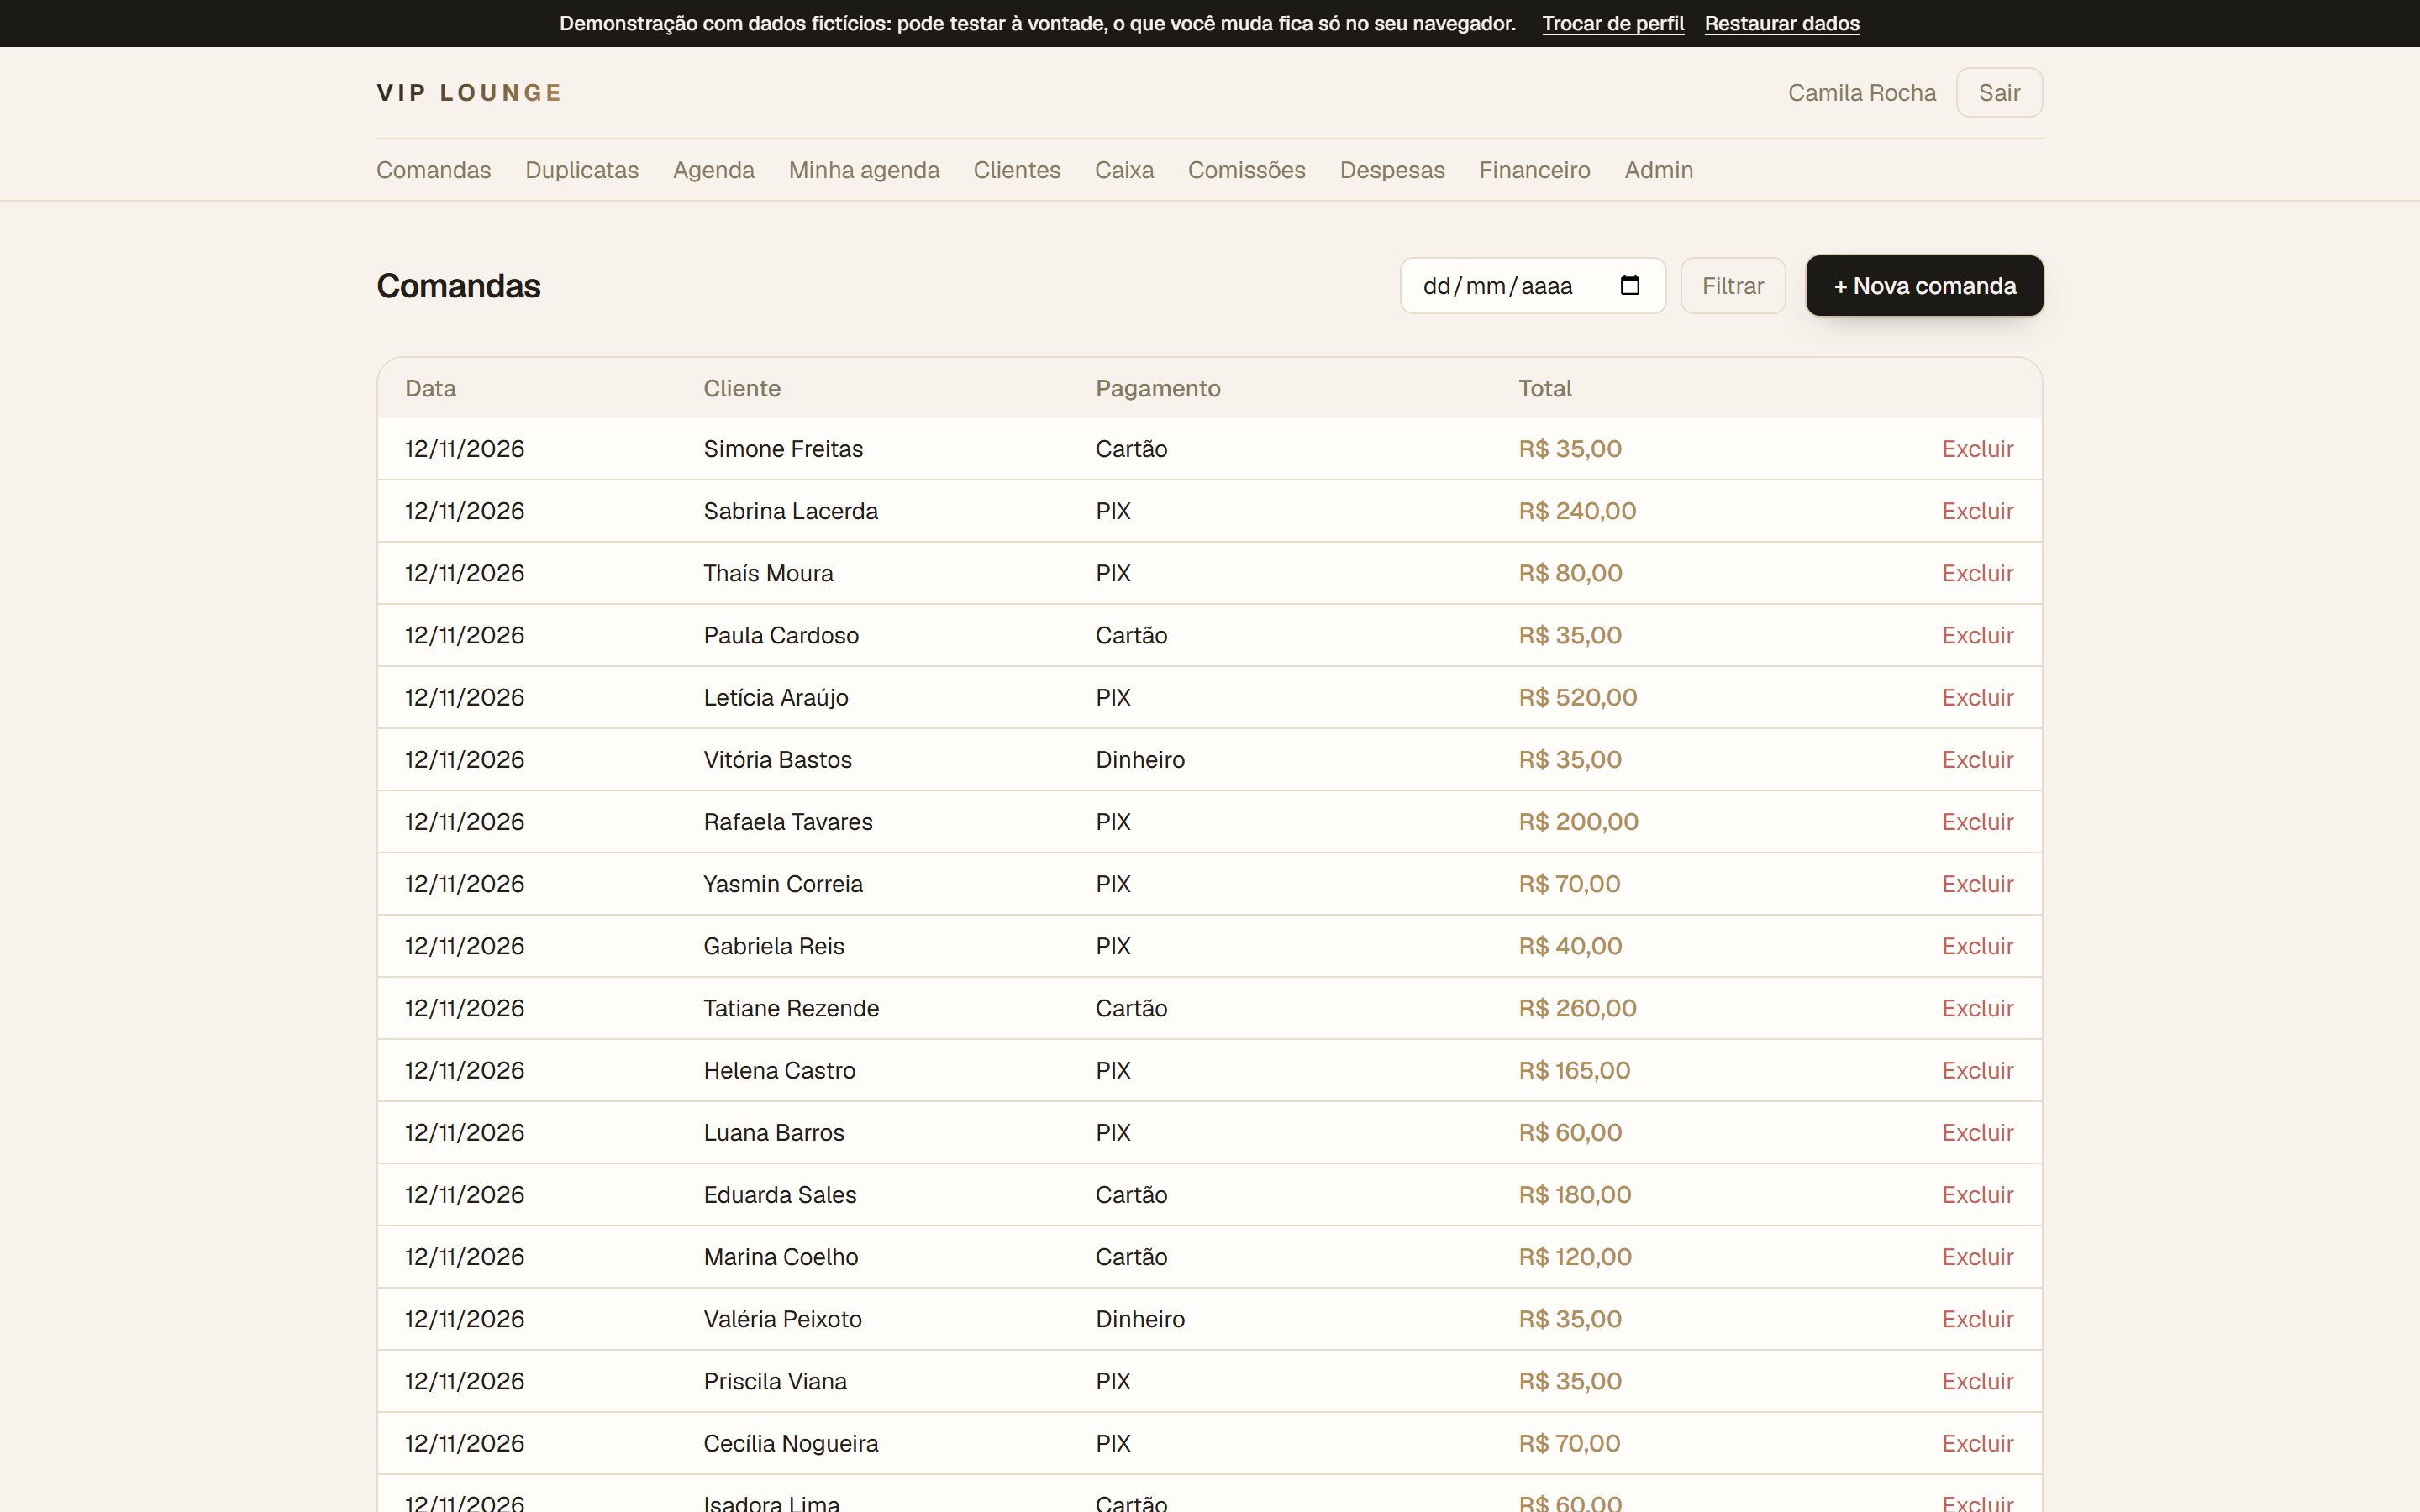 Demonstração com dados fictícios: pode testar à vontade, o que você muda fica só no seu navegador. Trocar de perfil Restaurar dados
VIP LOUNGE Camila Rocha Sair
Comandas Duplicatas Agenda Minha agenda Clientes Caixa Comissões Despesas Financeiro Admin
Comandas dd/mm/aaaa Filtrar + Nova comanda
Data Cliente Pagamento Total
12/11/2026 Simone Freitas Cartão R$ 35,00 Excluir
12/11/2026 Sabrina Lacerda PIX R$ 240,00 Excluir
12/11/2026 Thaís Moura PIX R$ 80,00 Excluir
12/11/2026 Paula Cardoso Cartão R$ 35,00 Excluir
12/11/2026 Letícia Araújo PIX R$ 520,00 Excluir
12/11/2026 Vitória Bastos Dinheiro R$ 35,00 Excluir
12/11/2026 Rafaela Tavares PIX R$ 200,00 Excluir
12/11/2026 Yasmin Correia PIX R$ 70,00 Excluir
12/11/2026 Gabriela Reis PIX R$ 40,00 Excluir
12/11/2026 Tatiane Rezende Cartão R$ 260,00 Excluir
12/11/2026 Helena Castro PIX R$ 165,00 Excluir
12/11/2026 Luana Barros PIX R$ 60,00 Excluir
12/11/2026 Eduarda Sales Cartão R$ 180,00 Excluir
12/11/2026 Marina Coelho Cartão R$ 120,00 Excluir
12/11/2026 Valéria Peixoto Dinheiro R$ 35,00 Excluir
12/11/2026 Priscila Viana PIX R$ 35,00 Excluir
12/11/2026 Cecília Nogueira PIX R$ 70,00 Excluir
12/11/2026 Isadora Lima Cartão R$ 60,00 Excluir